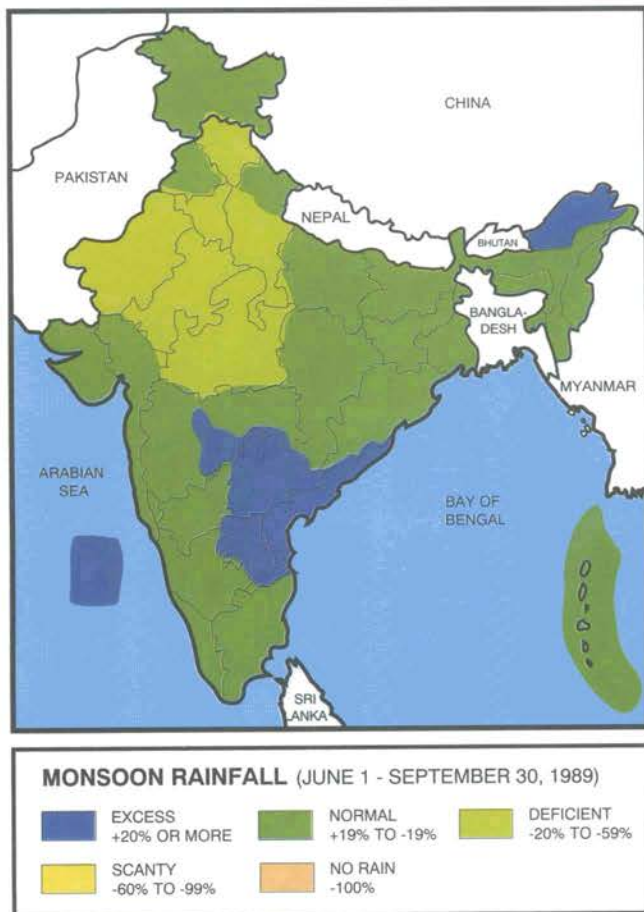 CHINA
PAKISTAN
NEPAL
BHUTAN
BANGLA-
DESH
MYANMAR
ARABIAN
SEA
BAY OF
BENGAL
SRI
LANKA
MONSOON RAINFALL (JUNE 1 - SEPTEMBER 30, 1989)
EXCESS
+20% OR MORE
NORMAL
+19% TO -19%
DEFICIENT
-20% TO -59%
SCANTY
-60% TO -99%
NO RAIN
-100%